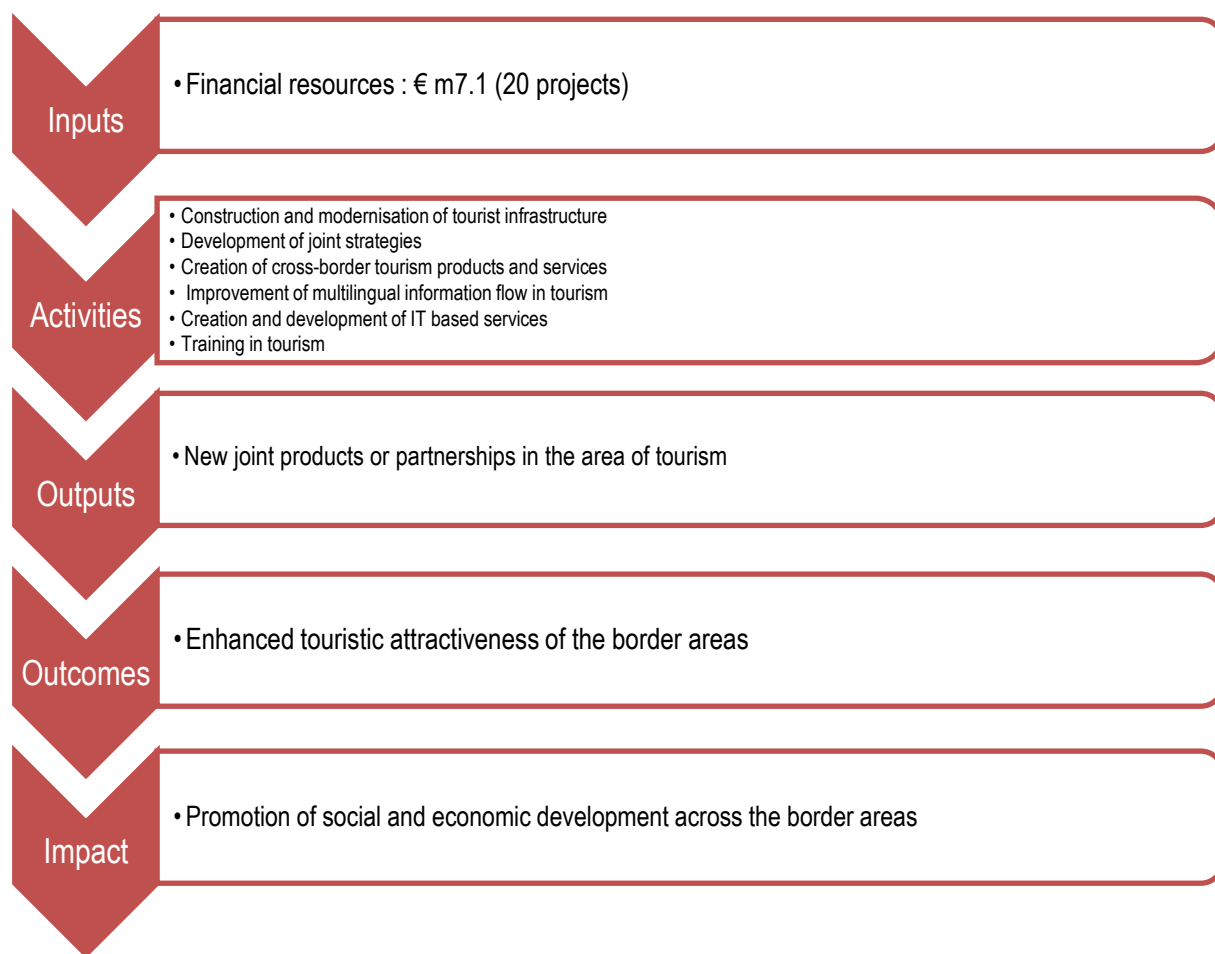 Inputs
• Financial resources : € m7.1 (20 projects)
Activities
• Construction and modernisation of tourist infrastructure
• Development of joint strategies
• Creation of cross-border tourism products and services
• Improvement of multilingual information flow in tourism
• Creation and development of IT based services
• Training in tourism
Outputs
• New joint products or partnerships in the area of tourism
Outcomes
• Enhanced touristic attractiveness of the border areas
Impact
• Promotion of social and economic development across the border areas